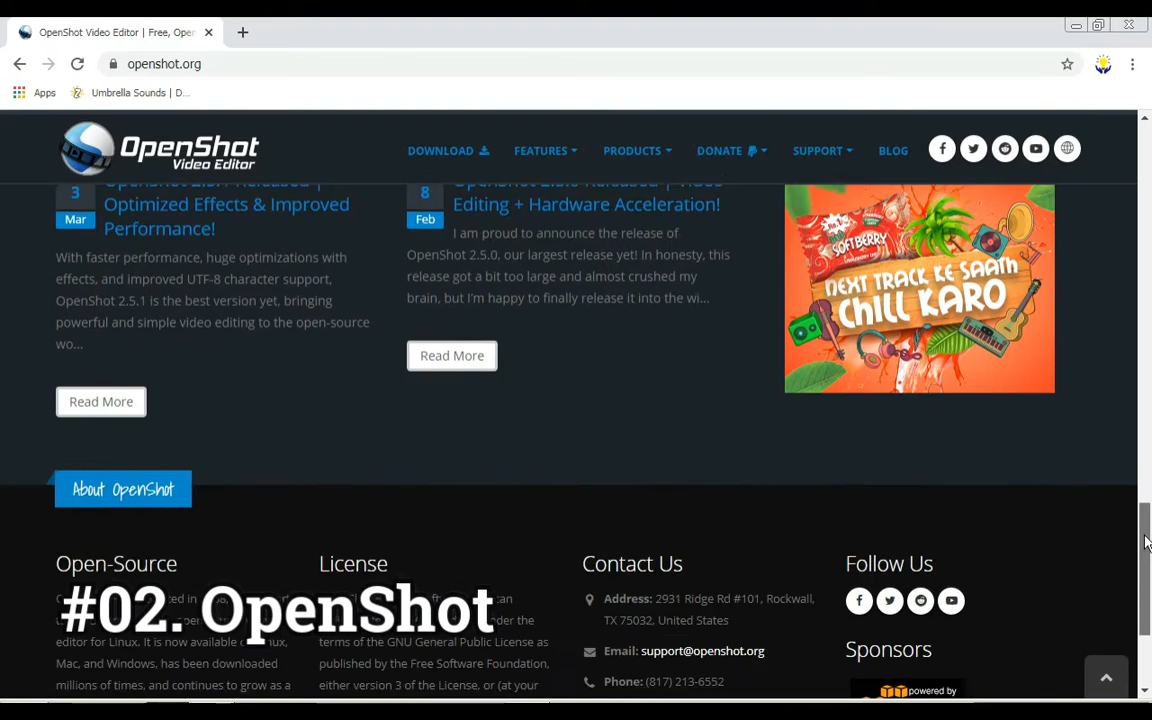 OpenShot Video Editor | Free, Open
openshot.org
Apps
Umbrella Sounds | D...
OpenShot
Video Editor
DOWNLOAD
FEATURES
PRODUCTS
DONATE
SUPPORT
BLOG
3
Mar
Optimized Effects & Improved
Performance!
With faster performance, huge optimizations with
effects, and improved UTF-8 character support,
OpenShot 2.5.1 is the best version yet, bringing
powerful and simple video editing to the open-source
wo...
Read More
8
Feb
Editing + Hardware Acceleration!
I am proud to announce the release of
OpenShot 2.5.0, our largest release yet! In honesty, this
release got a bit too large and almost crushed my
brain, but I'm happy to finally release it into the wi...
Read More
SOFTBERRY
NEXT TRACK KE SAATH
CHILL KARO
About OpenShot
Open-Source
editor for Linux. It is now available on Linux,
Mac, and Windows, has been downloaded
millions of times, and continues to grow as a
License
terms of the GNU General Public License as
published by the Free Software Foundation,
either version 3 of the License, or (at your
#02. OpenShot
Contact Us
Address: 2931 Ridge Rd #101, Rockwall,
TX 75032, United States
Email: support@openshot.org
Phone: (817) 213-6552
Follow Us
Sponsors
powered by